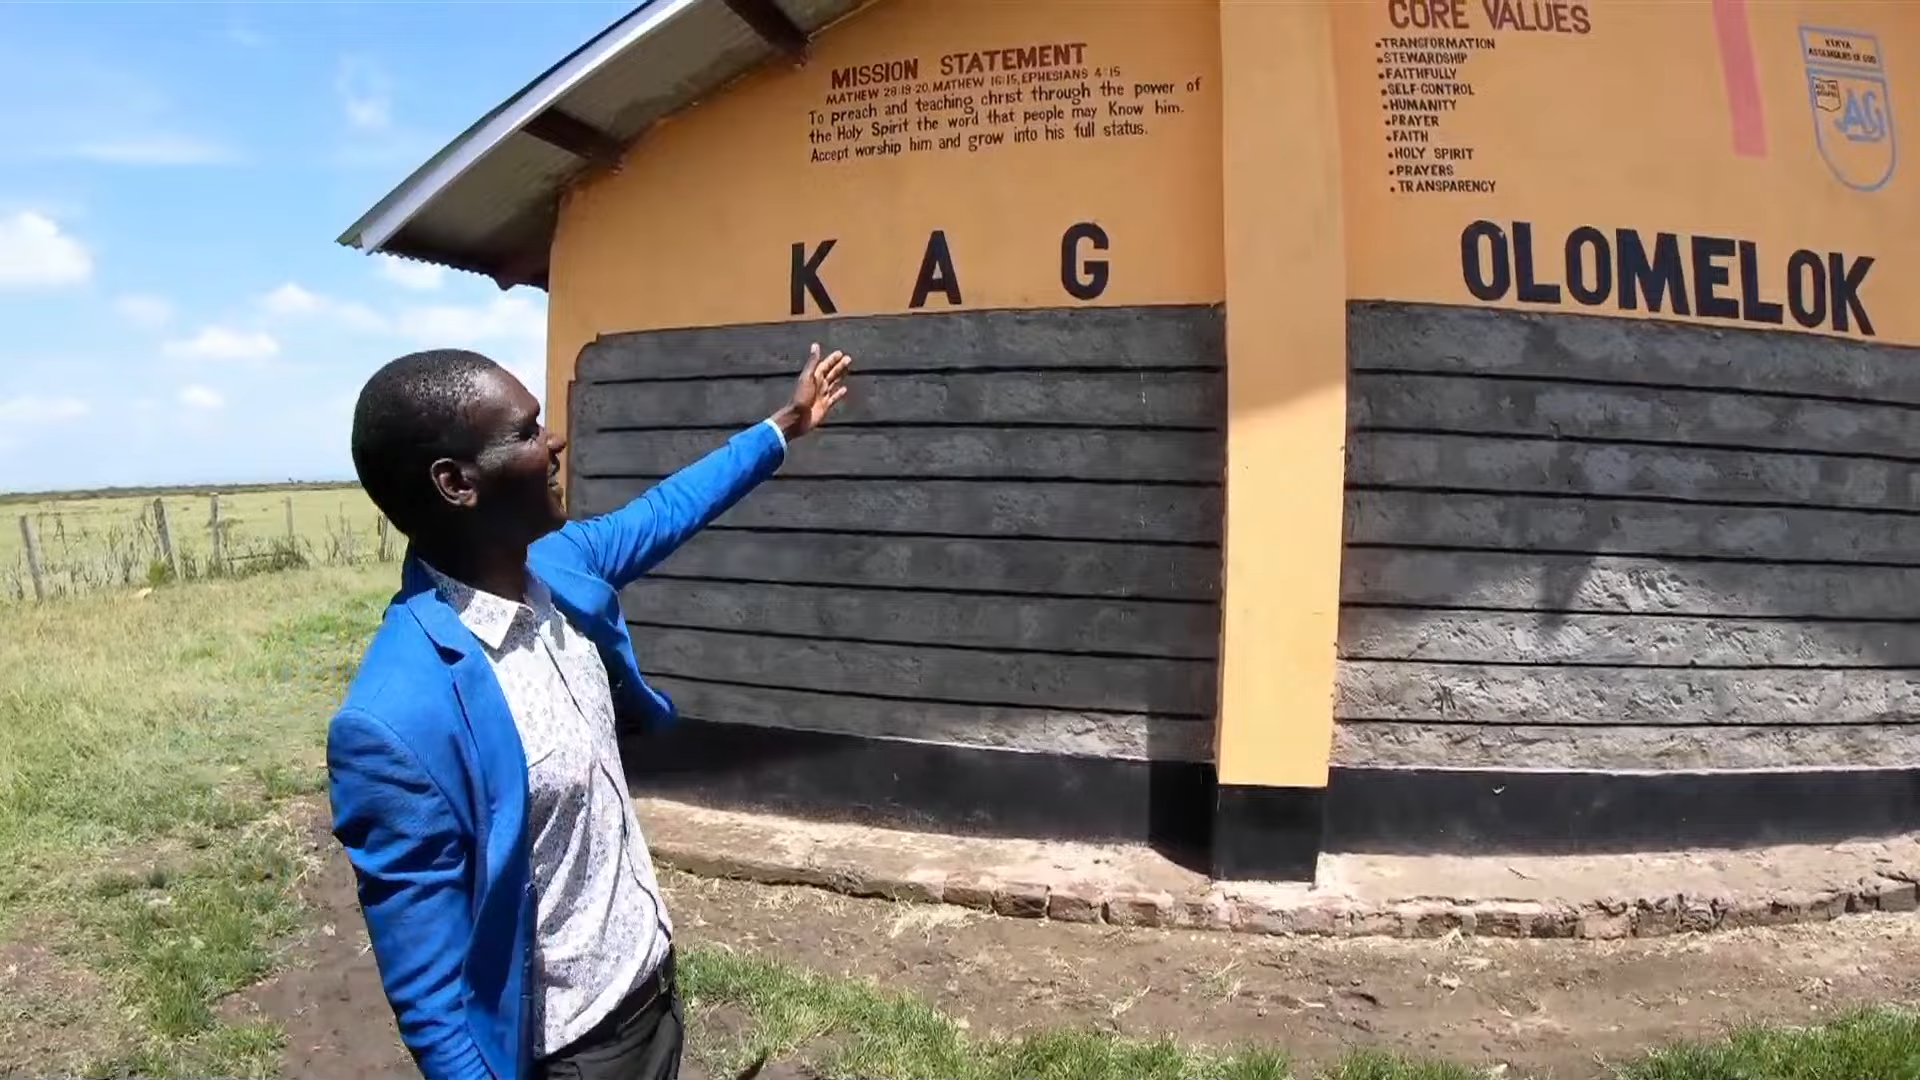 MISSION STATEMENT
MATHEW 28:19-20, MATHEW 16:15, EPHESIANS 4:15
To preach and teaching christ through the power of
the Holy Spirit the word that people may Know him.
Accept worship him and grow into his full status.
K A G
CORE VALUES
•TRANSFORMATION
•STEWARDSHIP
•FAITHFULLY
•SELF-CONTROL
•HUMANITY
•PRAYER
•FAITH
•HOLY SPIRIT
•PRAYERS
•TRANSPARENCY
OLOMELOK
KENYA
ASSEMBLIES OF GOD
ALL THE GOSPEL
AG